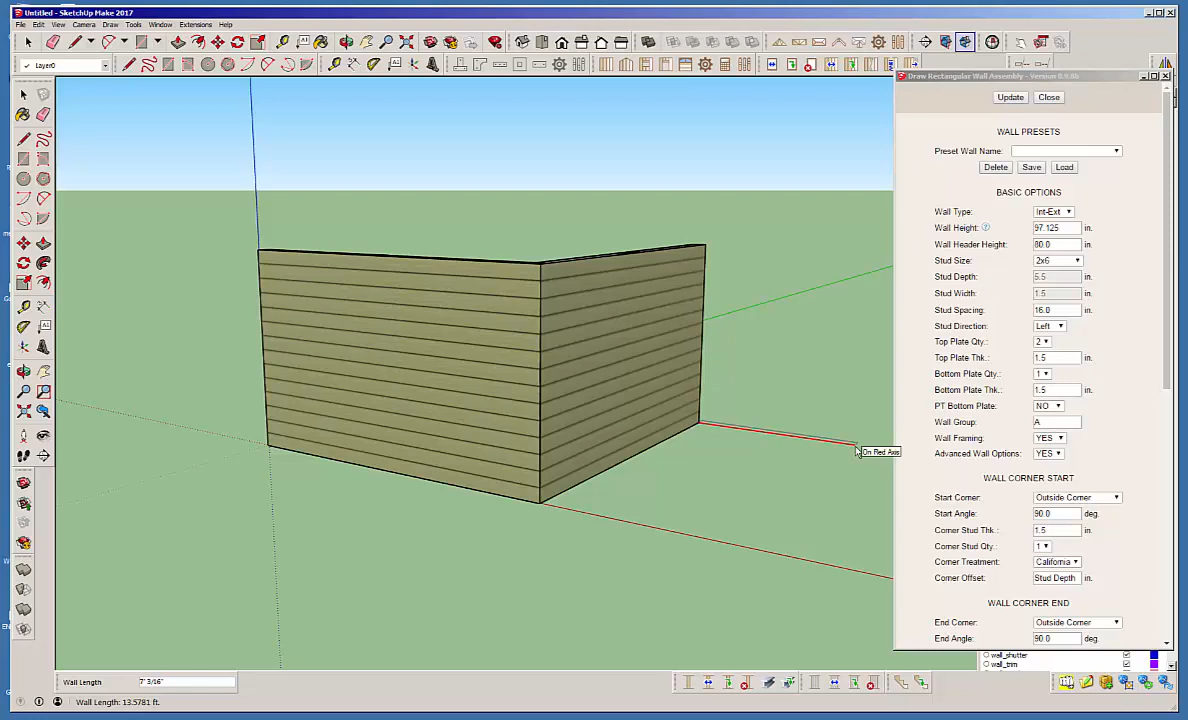 Untitled - SketchUp Make 2017
File Edit View Camera Draw Tools Window Extensions Help
Layer0
Draw Rectangular Wall Assembly - Version 8.9.8b
Update Close
WALL PRESETS
Preset Wall Name:
Delete Save Load
BASIC OPTIONS
Wall Type: Int-Ext
Wall Height: 97.125 in.
Wall Header Height: 80.0 in.
Stud Size: 2x6
Stud Depth: 5.5 in.
Stud Width: 1.5 in.
Stud Spacing: 16.0 in.
Stud Direction: Left
Top Plate Qty.: 2
Top Plate Thk.: 1.5 in.
Bottom Plate Qty.: 1
Bottom Plate Thk.: 1.5 in.
PT Bottom Plate: NO
Wall Group: A
Wall Framing: YES
Advanced Wall Options: YES
On Red Axis
WALL CORNER START
Start Corner: Outside Corner
Start Angle: 90.0 deg.
Corner Stud Thk.: 1.5 in.
Corner Stud Qty.: 1
Corner Treatment: California
Corner Offset: Stud Depth in.
WALL CORNER END
End Corner: Outside Corner
End Angle: 90.0 deg.
wall_shutter
wall_trim
Wall Length 7' 3/16"
Wall Length: 13.5781 ft.